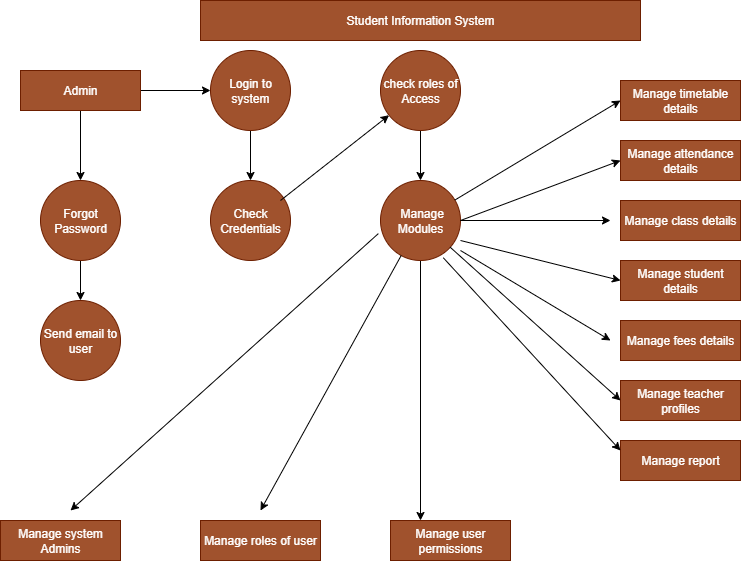 Student Information System
Admin
Login to
system
check roles of
Access
Manage timetable
details
Manage attendance
details
Forgot
Password
Check
Credentials
Manage
Modules
Manage class details
Manage student
details
Send email to
user
Manage fees details
Manage teacher
profiles
Manage report
Manage system
Admins
Manage roles of user
Manage user
permissions